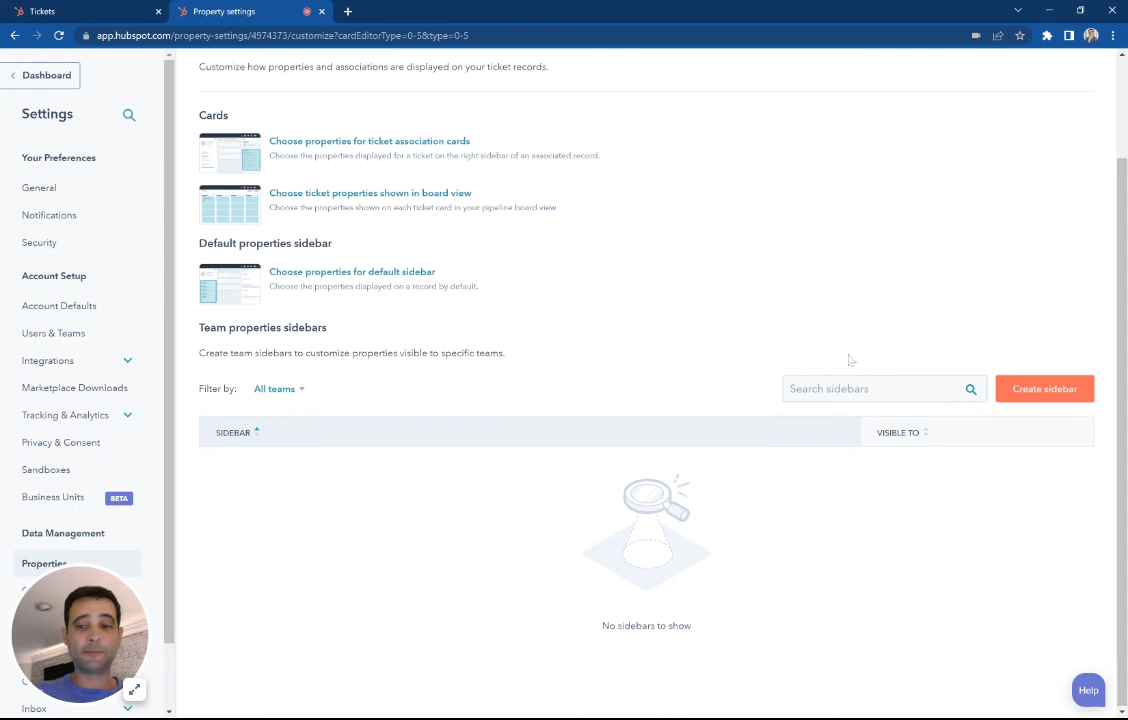 Tickets
Property settings
app.hubspot.com/property-settings/4974373/customize?cardEditorType=0-5&type=0-5
Dashboard
Settings
Your Preferences
General
Notifications
Security
Account Setup
Account Defaults
Users & Teams
Integrations
Marketplace Downloads
Tracking & Analytics
Privacy & Consent
Sandboxes
Business Units BETA
Data Management
Properties
Inbox
Customize how properties and associations are displayed on your ticket records.
Cards
Choose properties for ticket association cards
Choose the properties displayed for a ticket on the right sidebar of an associated record.
Choose ticket properties shown in board view
Choose the properties shown on each ticket card in your pipeline board view
Default properties sidebar
Choose properties for default sidebar
Choose the properties displayed on a record by default.
Team properties sidebars
Create team sidebars to customize properties visible to specific teams.
Filter by: All teams
Search sidebars
Create sidebar
SIDEBAR
VISIBLE TO
No sidebars to show
Help